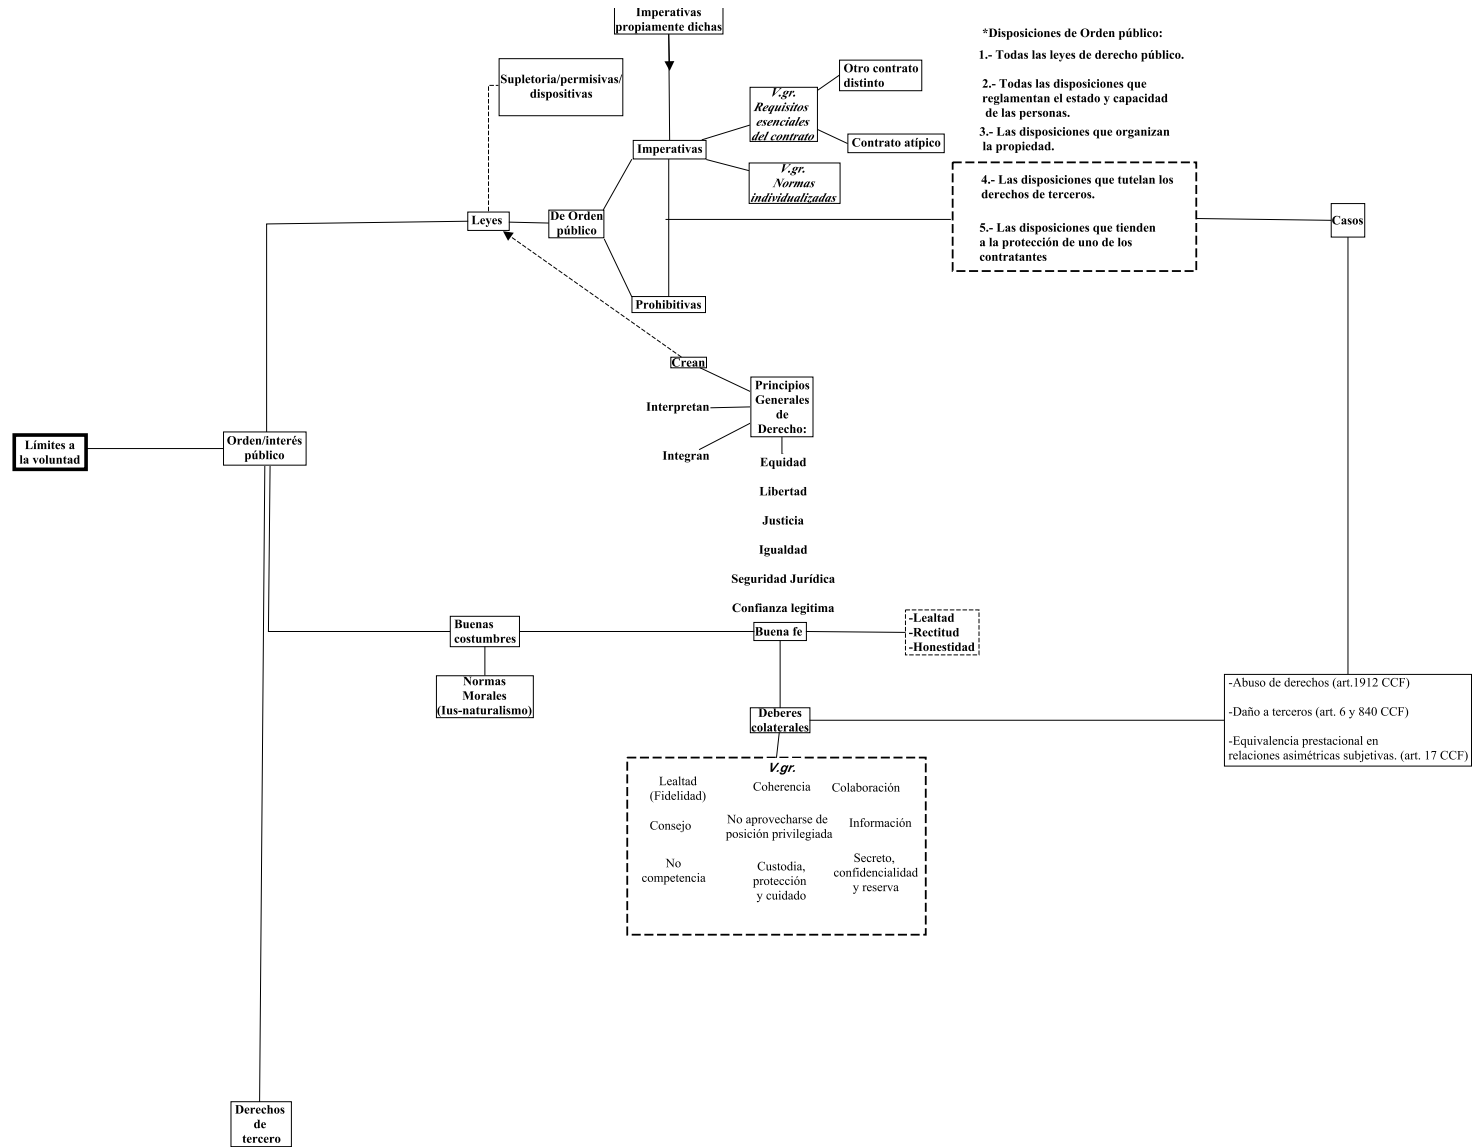 Imperativas
propiamente dichas
*Disposiciones de Orden público:
1.- Todas las leyes de derecho público.
2.- Todas las disposiciones que
reglamentan el estado y capacidad
de las personas.
3.- Las disposiciones que organizan
la propiedad.
4.- Las disposiciones que tutelan los
derechos de terceros.
5.- Las disposiciones que tienden
a la protección de uno de los
contratantes
Supletoria/permisivas/
dispositivas
Otro contrato
distinto
V.gr.
Requisitos
esenciales
del contrato
Contrato atípico
Imperativas
V.gr.
Normas
individualizadas
Leyes
De Orden
público
Casos
Prohibitivas
Crean
Principios
Generales
de
Derecho:
Interpretan
Integran
Límites a
la voluntad
Orden/interés
público
Equidad
Libertad
Justicia
Igualdad
Seguridad Jurídica
Confianza legitima
Buenas
costumbres
Buena fe
-Lealtad
-Rectitud
-Honestidad
Normas
Morales
(Ius-naturalismo)
Deberes
colaterales
-Abuso de derechos (art.1912 CCF)
-Daño a terceros (art. 6 y 840 CCF)
-Equivalencia prestacional en
relaciones asimétricas subjetivas. (art. 17 CCF)
V.gr.
Lealtad
(Fidelidad)
Coherencia
Colaboración
Consejo
No aprovecharse de
posición privilegiada
Información
No
competencia
Custodia,
protección
y cuidado
Secreto,
confidencialidad
y reserva
Derechos
de
tercero